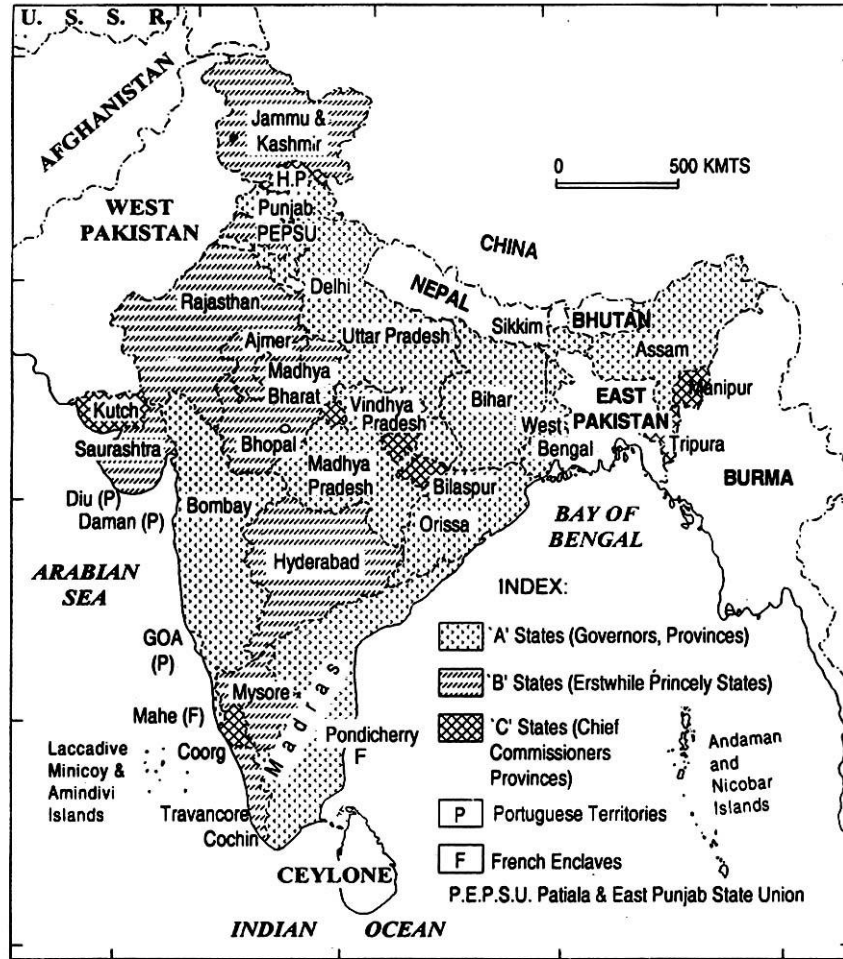 U. S. S. R.
AFGHANISTAN
Jammu &
Kashmir
0 500 KMTS
H.P
WEST
PAKISTAN
Punjab
PEPSU
CHINA
Delhi
NEPAL
Rajasthan
Sikkim
BHUTAN
Uttar Pradesh
Ajmer
Assam
Madhya
Bharat
Manipur
Kutch
Vindhya
Pradesh
Bihar
EAST
PAKISTAN
West
Bengal
Saurashtra
Bhopal
Tripura
Madhya
Pradesh
Bilaspur
BURMA
Diu (P)
Daman (P)
Bombay
Orissa
BAY OF
BENGAL
Hyderabad
ARABIAN
SEA
INDEX:
GOA
(P)
'A' States (Governors, Provinces)
Mysore
'B' States (Erstwhile Princely States)
Mahe (F)
Madras
Pondicherry
F
'C' States (Chief
Commissioners
Provinces)
Andaman
and
Nicobar
Islands
Laccadive
Minicoy &
Amindivi
Islands
Coorg
Travancore
Cochin
P Portuguese Territories
CEYLONE
F French Enclaves
P.E.P.S.U. Patiala & East Punjab State Union
INDIAN OCEAN